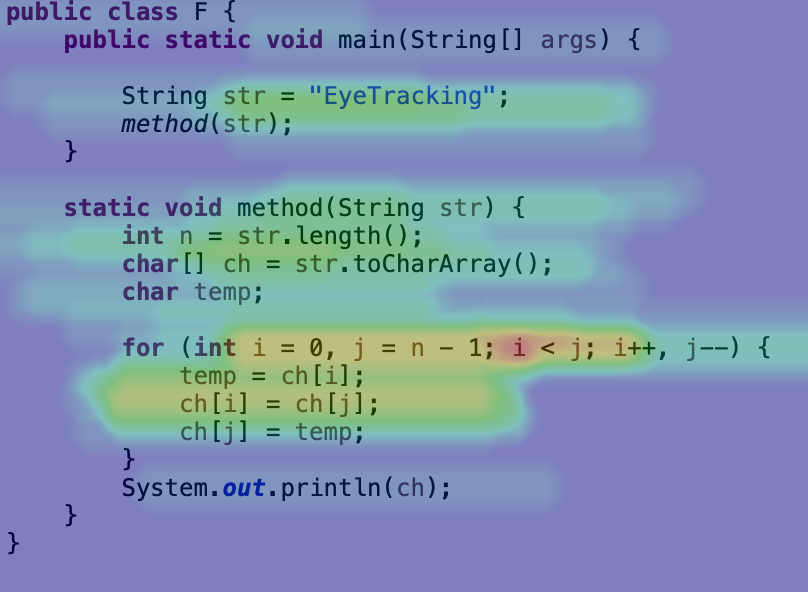 public class F {
    public static void main(String[] args) {
        String str = "EyeTracking";
        method(str);
    }
    static void method(String str) {
        int n = str.length();
        char[] ch = str.toCharArray();
        char temp;
        for (int i = 0, j = n - 1; i < j; i++, j--) {
            temp = ch[i];
            ch[i] = ch[j];
            ch[j] = temp;
        }
        System.out.println(ch);
    }
}